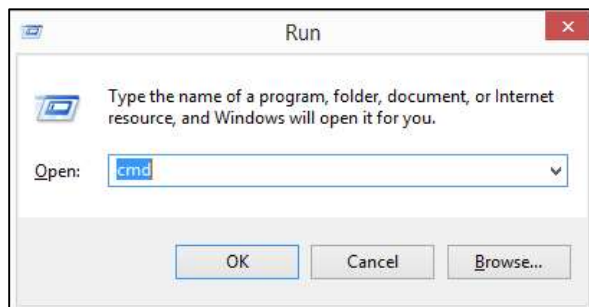 Run
Type the name of a program, folder, document, or Internet
resource, and Windows will open it for you.
Open: cmd
OK Cancel Browse...